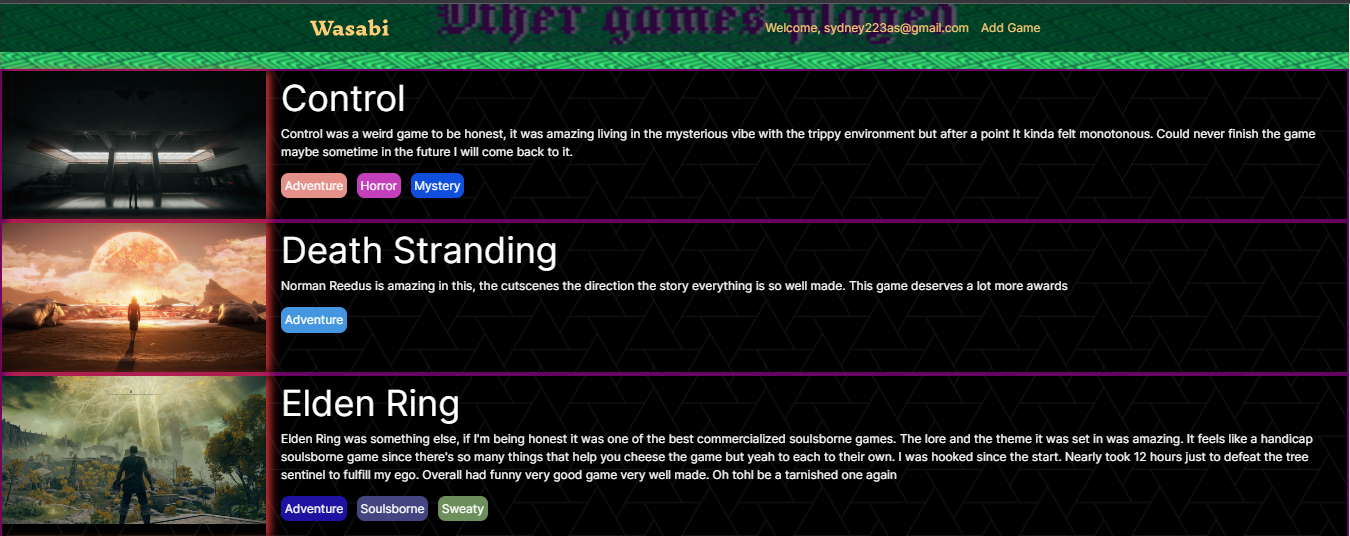 Other games played
Wasabi
Welcome, sydney223as@gmail.com Add Game
Control
Control was a weird game to be honest, it was amazing living in the mysterious vibe with the trippy environment but after a point It kinda felt monotonous. Could never finish the game
maybe sometime in the future I will come back to it.
Adventure Horror Mystery
Death Stranding
Norman Reedus is amazing in this, the cutscenes the direction the story everything is so well made. This game deserves a lot more awards
Adventure
Elden Ring
Elden Ring was something else, if I'm being honest it was one of the best commercialized soulsborne games. The lore and the theme it was set in was amazing. It feels like a handicap
soulsborne game since there's so many things that help you cheese the game but yeah to each to their own. I was hooked since the start. Nearly took 12 hours just to defeat the tree
sentinel to fulfill my ego. Overall had funny very good game very well made. Oh tohl be a tarnished one again
Adventure Soulsborne Sweaty